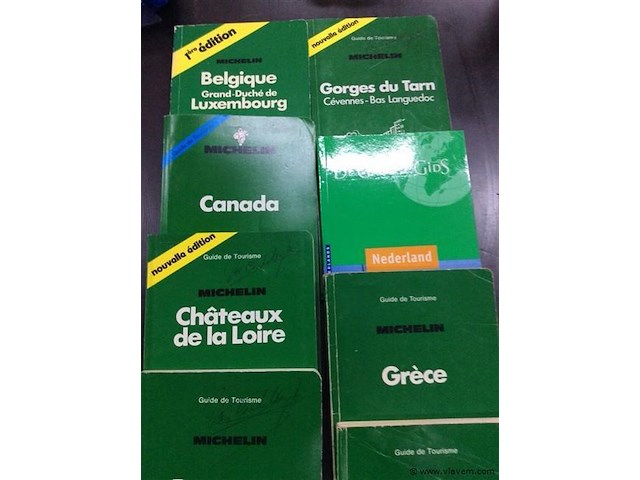 1ère édition
MICHELIN
Belgique
Grand-Duché de
Luxembourg
nouvelle édition
Guide de Tourisme
MICHELIN
Gorges du Tarn
Cévennes-Bas Languedoc
MICHELIN
Canada
GiDS
Nederland
nouvelle édition
Guide de Tourisme
MICHELIN
Châteaux
de la Loire
Guide de Tourisme
MICHELIN
Grèce
Guide de Tourisme
MICHELIN
Guide de Tourisme
© www.vlavem.com